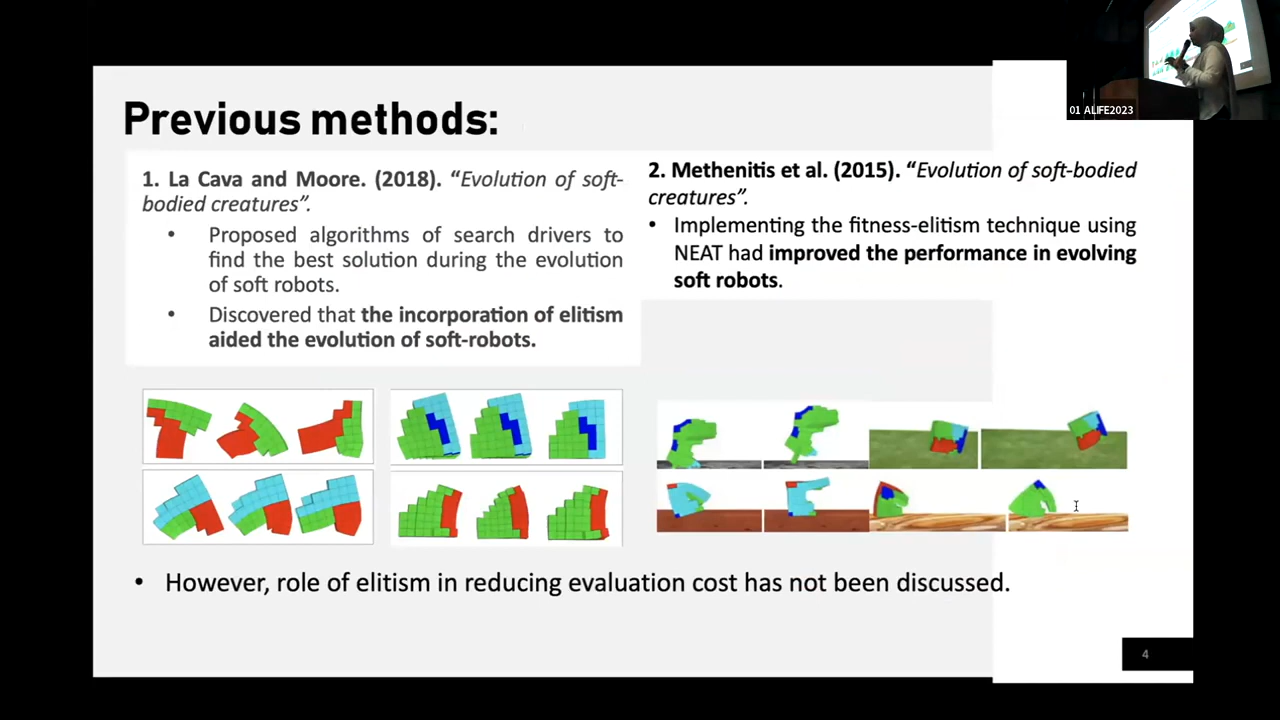 01 ALIFE2023
Previous methods:
1. La Cava and Moore. (2018). “Evolution of soft-
bodied creatures”.
• Proposed algorithms of search drivers to
find the best solution during the evolution
of soft robots.
• Discovered that the incorporation of elitism
aided the evolution of soft-robots.
2. Methenitis et al. (2015). “Evolution of soft-bodied
creatures”.
• Implementing the fitness-elitism technique using
NEAT had improved the performance in evolving
soft robots.
• However, role of elitism in reducing evaluation cost has not been discussed.
4